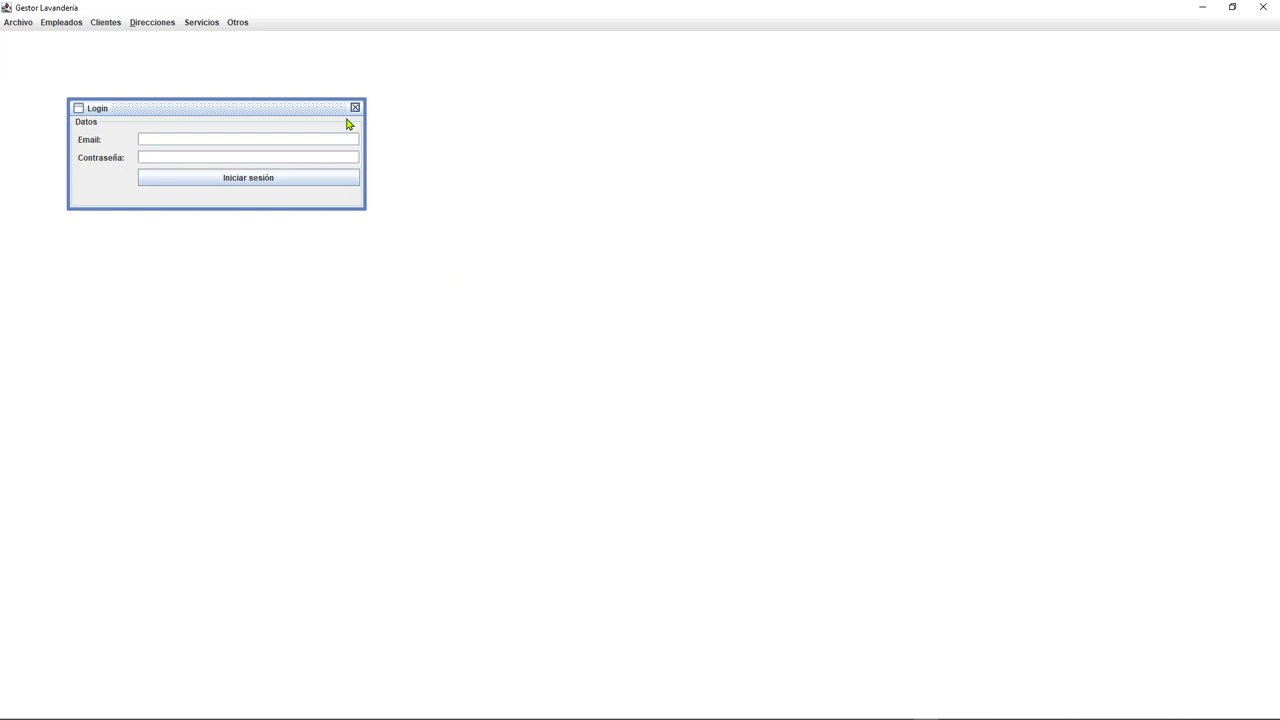 Gestor Lavandería
Archivo Empleados Clientes Direcciones Servicios Otros
Login
Datos
Email:
Contraseña:
Iniciar sesión